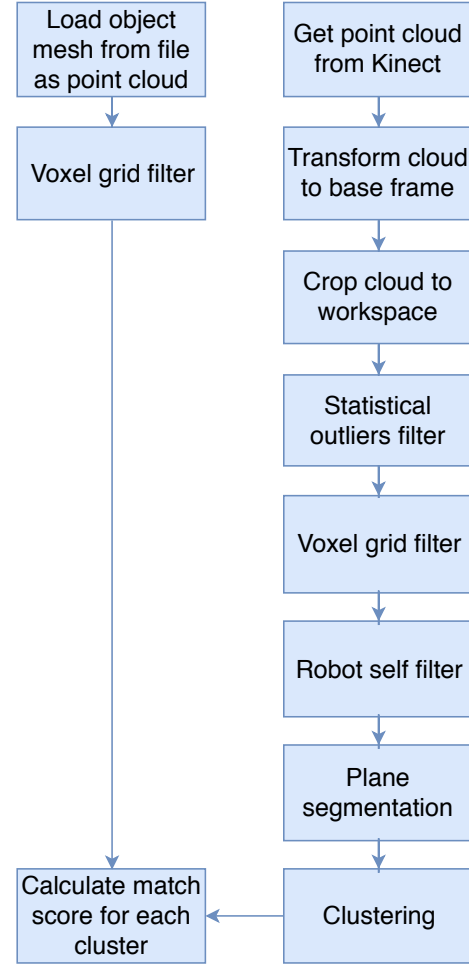 Load object
mesh from file
as point cloud
Voxel grid filter
Calculate match
score for each
cluster
Get point cloud
from Kinect
Transform cloud
to base frame
Crop cloud to
workspace
Statistical
outliers filter
Voxel grid filter
Robot self filter
Plane
segmentation
Clustering